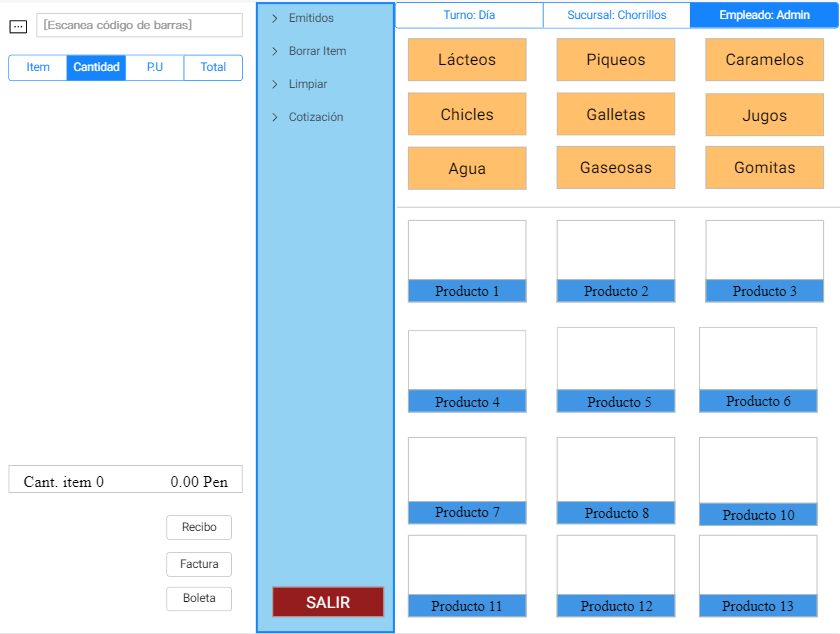 [Escanea código de barras]
Item Cantidad P.U Total
Cant. item 0 0.00 Pen
Recibo
Factura
Boleta
Emitidos
Borrar Item
Limpiar
Cotización
SALIR
Turno: Día Sucursal: Chorrillos Empleado: Admin
Lácteos Piqueos Caramelos
Chicles Galletas Jugos
Agua Gaseosas Gomitas
Producto 1 Producto 2 Producto 3
Producto 4 Producto 5 Producto 6
Producto 7 Producto 8 Producto 10
Producto 11 Producto 12 Producto 13